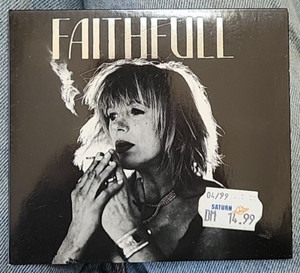 FAITHFULL
04/99
SATURN
DM 14.99